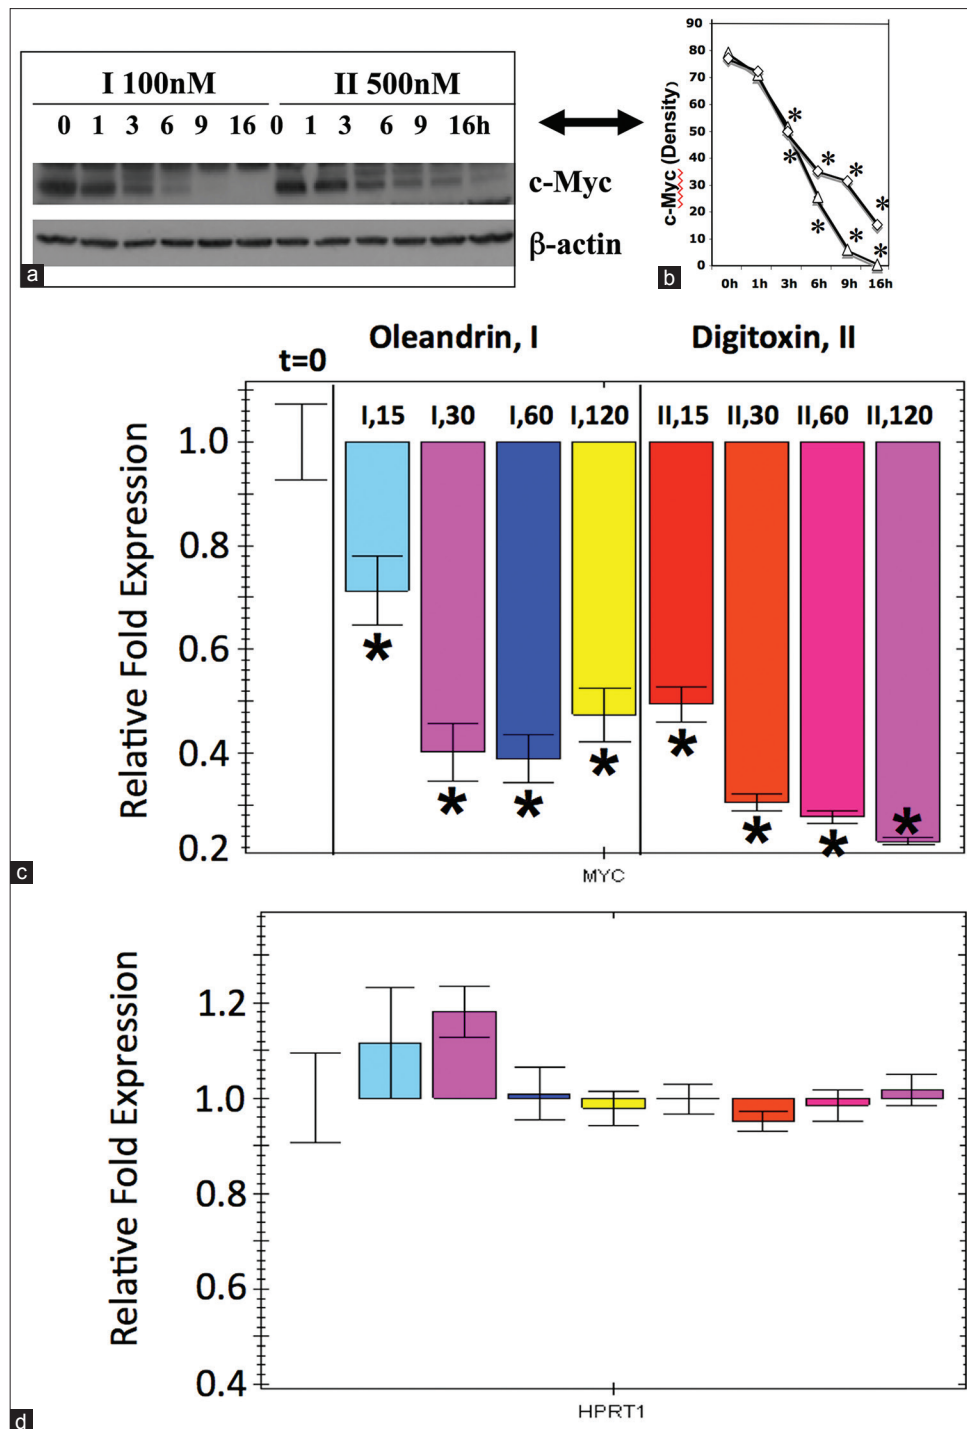 I 100nM II 500nM
0 1 3 6 9 16 0 1 3 6 9 16h
c-Myc
β-actin
a
90
80
70
60
50
40
30
20
10
0
c-Myc (Density)
* * * * * * * *
0h 1h 3h 6h 9h 16h
b
Oleandrin, I Digitoxin, II
t=0
I,15 I,30 I,60 I,120 II,15 II,30 II,60 II,120
Relative Fold Expression
1.0
0.8
0.6
0.4
0.2
* * * * * * * *
MYC
c
Relative Fold Expression
1.2
1.0
0.8
0.6
0.4
HPRT1
d